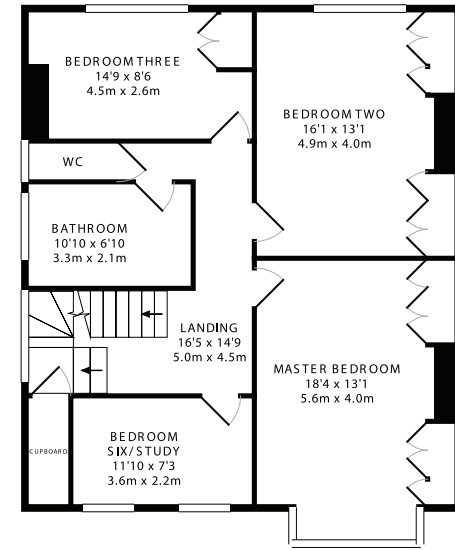 BEDROOM THREE
14'9 x 8'6
4.5m x 2.6m
BEDROOM TWO
16'1 x 13'1
4.9m x 4.0m
WC
BATHROOM
10'10 x 6'10
3.3m x 2.1m
LANDING
16'5 x 14'9
5.0m x 4.5m
MASTER BEDROOM
18'4 x 13'1
5.6m x 4.0m
CUPBOARD
BEDROOM
SIX/STUDY
11'10 x 7'3
3.6m x 2.2m